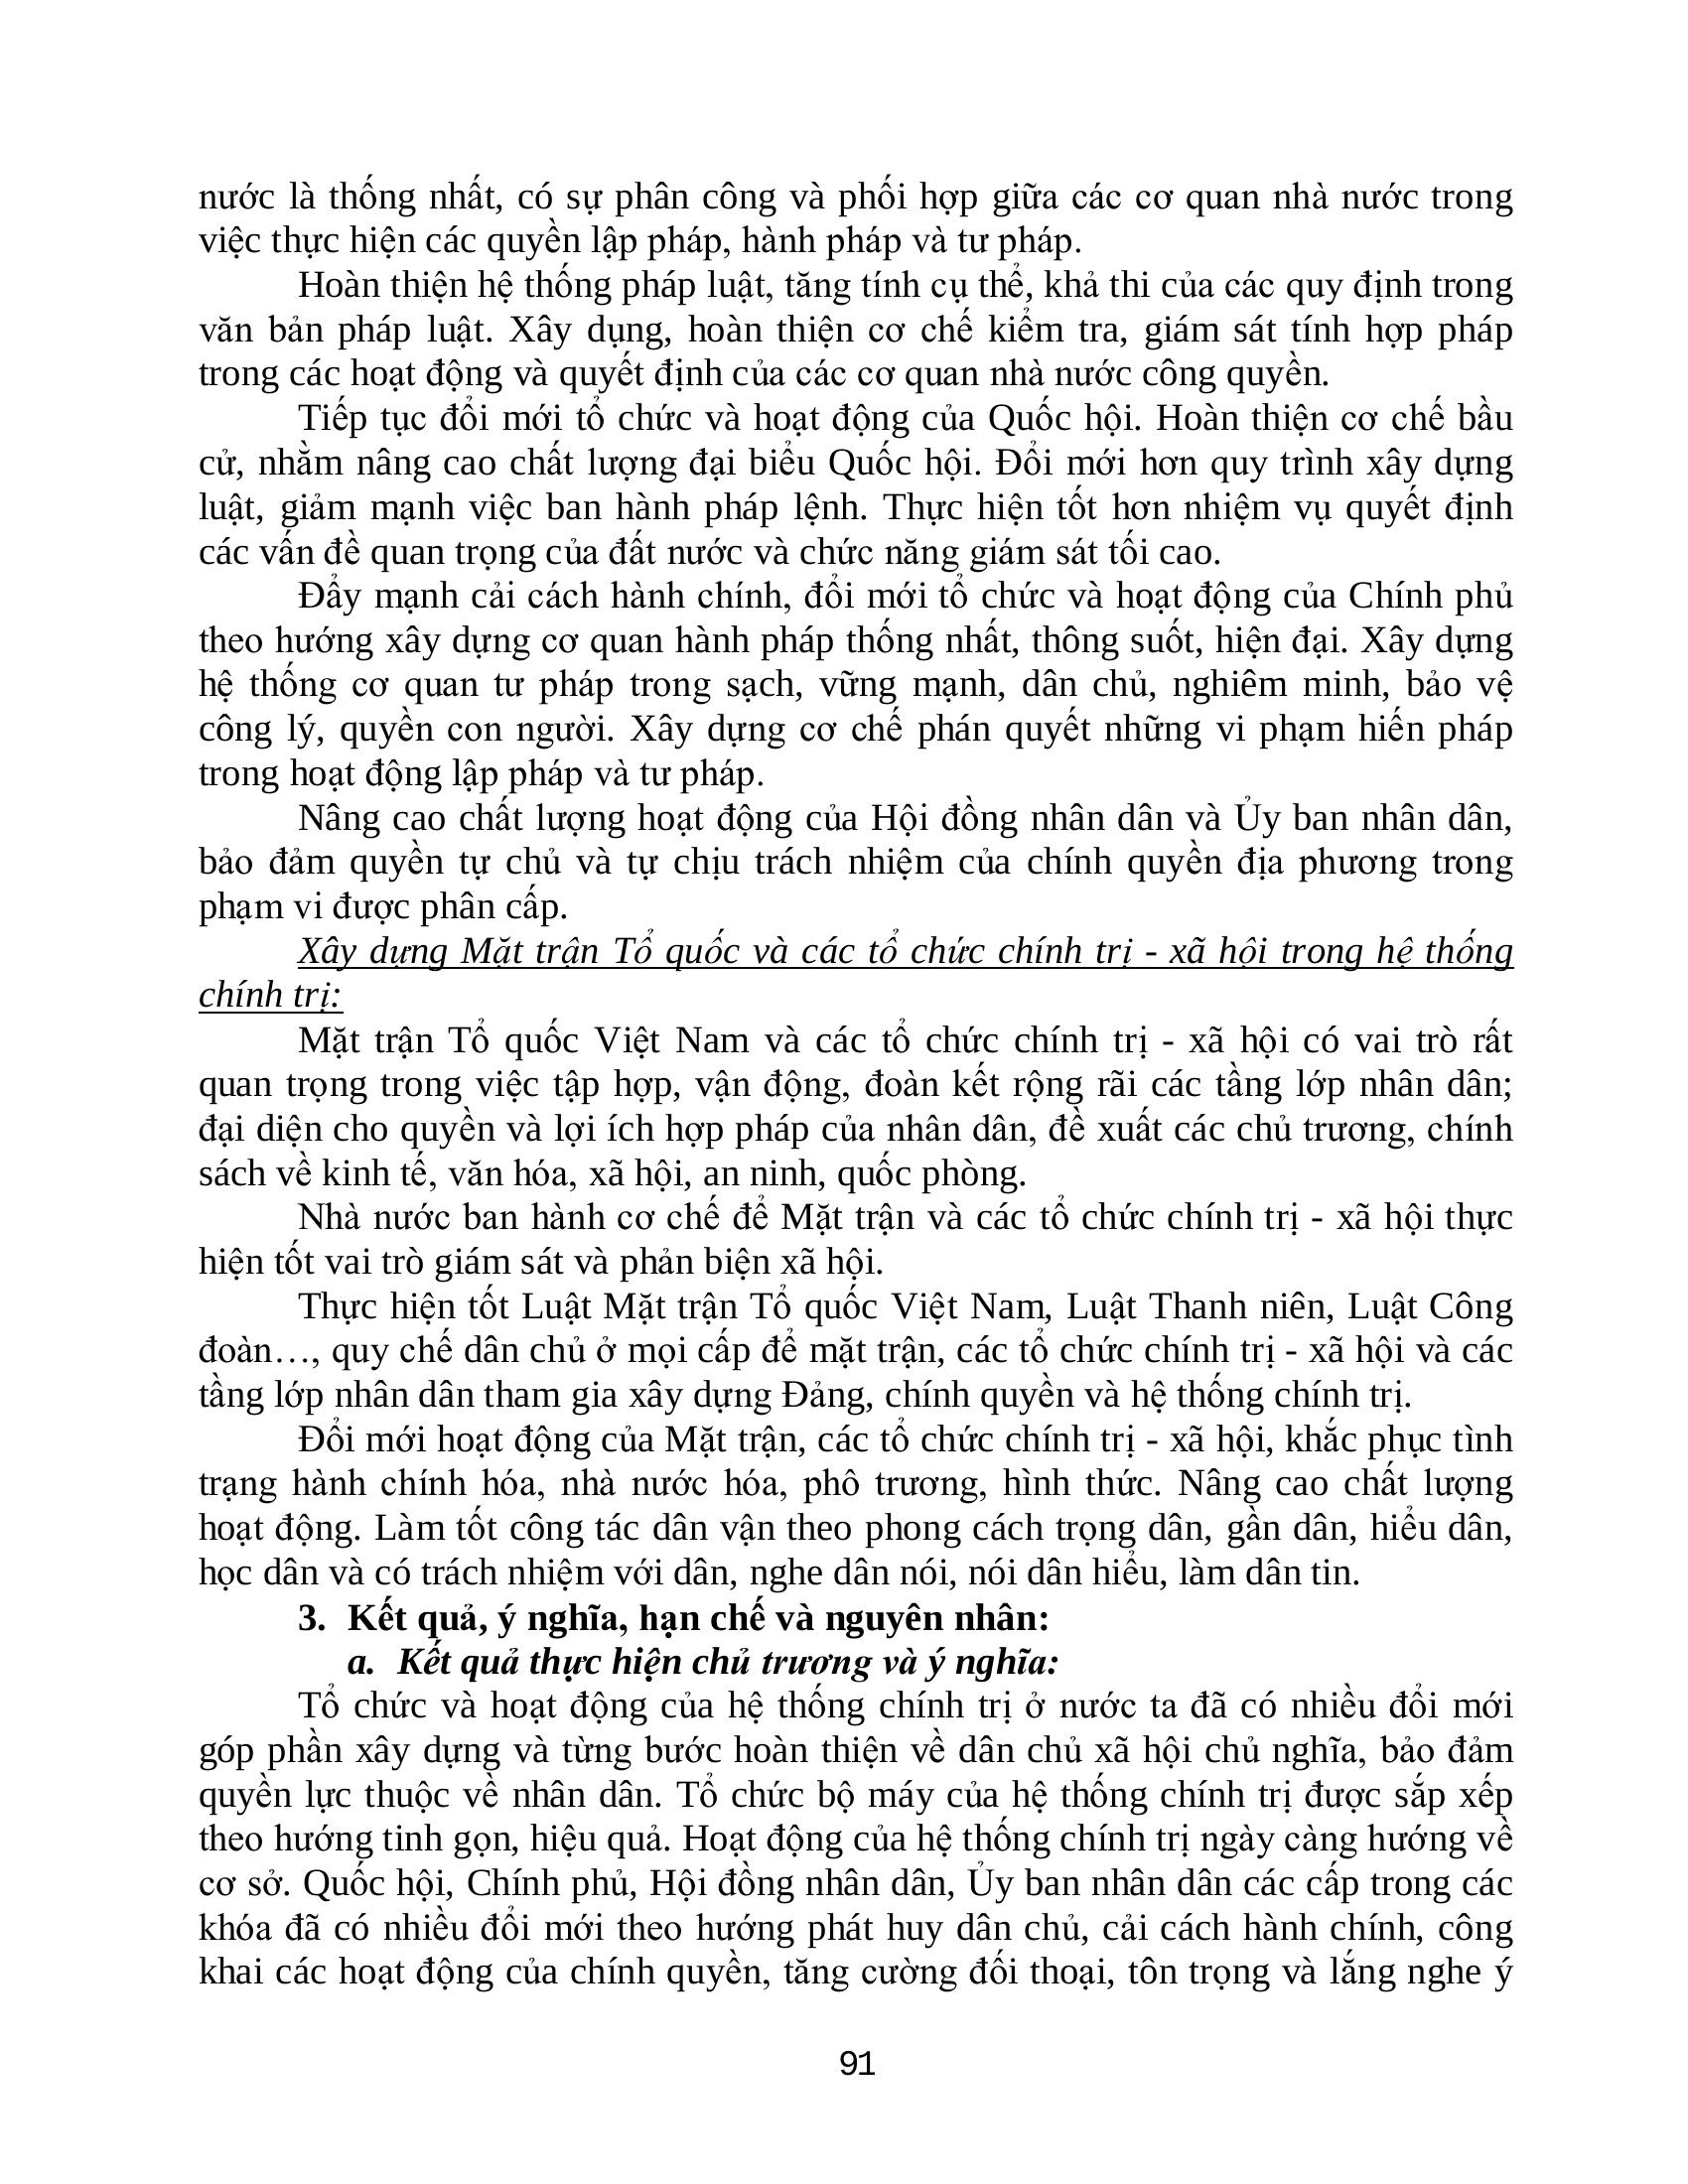 nước là thống nhất, có sự phân công và phối hợp giữa các cơ quan nhà nước trong
việc thực hiện các quyền lập pháp, hành pháp và tư pháp.
Hoàn thiện hệ thống pháp luật, tăng tính cụ thể, khả thi của các quy định trong
văn bản pháp luật. Xây dụng, hoàn thiện cơ chế kiểm tra, giám sát tính hợp pháp
trong các hoạt động và quyết định của các cơ quan nhà nước công quyền.
Tiếp tục đổi mới tổ chức và hoạt động của Quốc hội. Hoàn thiện cơ chế bầu
cử, nhằm nâng cao chất lượng đại biểu Quốc hội. Đổi mới hơn quy trình xây dựng
luật, giảm mạnh việc ban hành pháp lệnh. Thực hiện tốt hơn nhiệm vụ quyết định
các vấn đề quan trọng của đất nước và chức năng giám sát tối cao.
Đẩy mạnh cải cách hành chính, đổi mới tổ chức và hoạt động của Chính phủ
theo hướng xây dựng cơ quan hành pháp thống nhất, thông suốt, hiện đại. Xây dựng
hệ thống cơ quan tư pháp trong sạch, vững mạnh, dân chủ, nghiêm minh, bảo vệ
công lý, quyền con người. Xây dựng cơ chế phán quyết những vi phạm hiến pháp
trong hoạt động lập pháp và tư pháp.
Nâng cao chất lượng hoạt động của Hội đồng nhân dân và Ủy ban nhân dân,
bảo đảm quyền tự chủ và tự chịu trách nhiệm của chính quyền địa phương trong
phạm vi được phân cấp.
Xây dựng Mặt trận Tổ quốc và các tổ chức chính trị - xã hội trong hệ thống
chính trị:
Mặt trận Tổ quốc Việt Nam và các tổ chức chính trị - xã hội có vai trò rất
quan trọng trong việc tập hợp, vận động, đoàn kết rộng rãi các tầng lớp nhân dân;
đại diện cho quyền và lợi ích hợp pháp của nhân dân, đề xuất các chủ trương, chính
sách về kinh tế, văn hóa, xã hội, an ninh, quốc phòng.
Nhà nước ban hành cơ chế để Mặt trận và các tổ chức chính trị - xã hội thực
hiện tốt vai trò giám sát và phản biện xã hội.
Thực hiện tốt Luật Mặt trận Tổ quốc Việt Nam, Luật Thanh niên, Luật Công
đoàn…, quy chế dân chủ ở mọi cấp để mặt trận, các tổ chức chính trị - xã hội và các
tầng lớp nhân dân tham gia xây dựng Đảng, chính quyền và hệ thống chính trị.
Đổi mới hoạt động của Mặt trận, các tổ chức chính trị - xã hội, khắc phục tình
trạng hành chính hóa, nhà nước hóa, phô trương, hình thức. Nâng cao chất lượng
hoạt động. Làm tốt công tác dân vận theo phong cách trọng dân, gần dân, hiểu dân,
học dân và có trách nhiệm với dân, nghe dân nói, nói dân hiểu, làm dân tin.
3. Kết quả, ý nghĩa, hạn chế và nguyên nhân:
a. Kết quả thực hiện chủ trương và ý nghĩa:
Tổ chức và hoạt động của hệ thống chính trị ở nước ta đã có nhiều đổi mới
góp phần xây dựng và từng bước hoàn thiện về dân chủ xã hội chủ nghĩa, bảo đảm
quyền lực thuộc về nhân dân. Tổ chức bộ máy của hệ thống chính trị được sắp xếp
theo hướng tinh gọn, hiệu quả. Hoạt động của hệ thống chính trị ngày càng hướng về
cơ sở. Quốc hội, Chính phủ, Hội đồng nhân dân, Ủy ban nhân dân các cấp trong các
khóa đã có nhiều đổi mới theo hướng phát huy dân chủ, cải cách hành chính, công
khai các hoạt động của chính quyền, tăng cường đối thoại, tôn trọng và lắng nghe ý
91